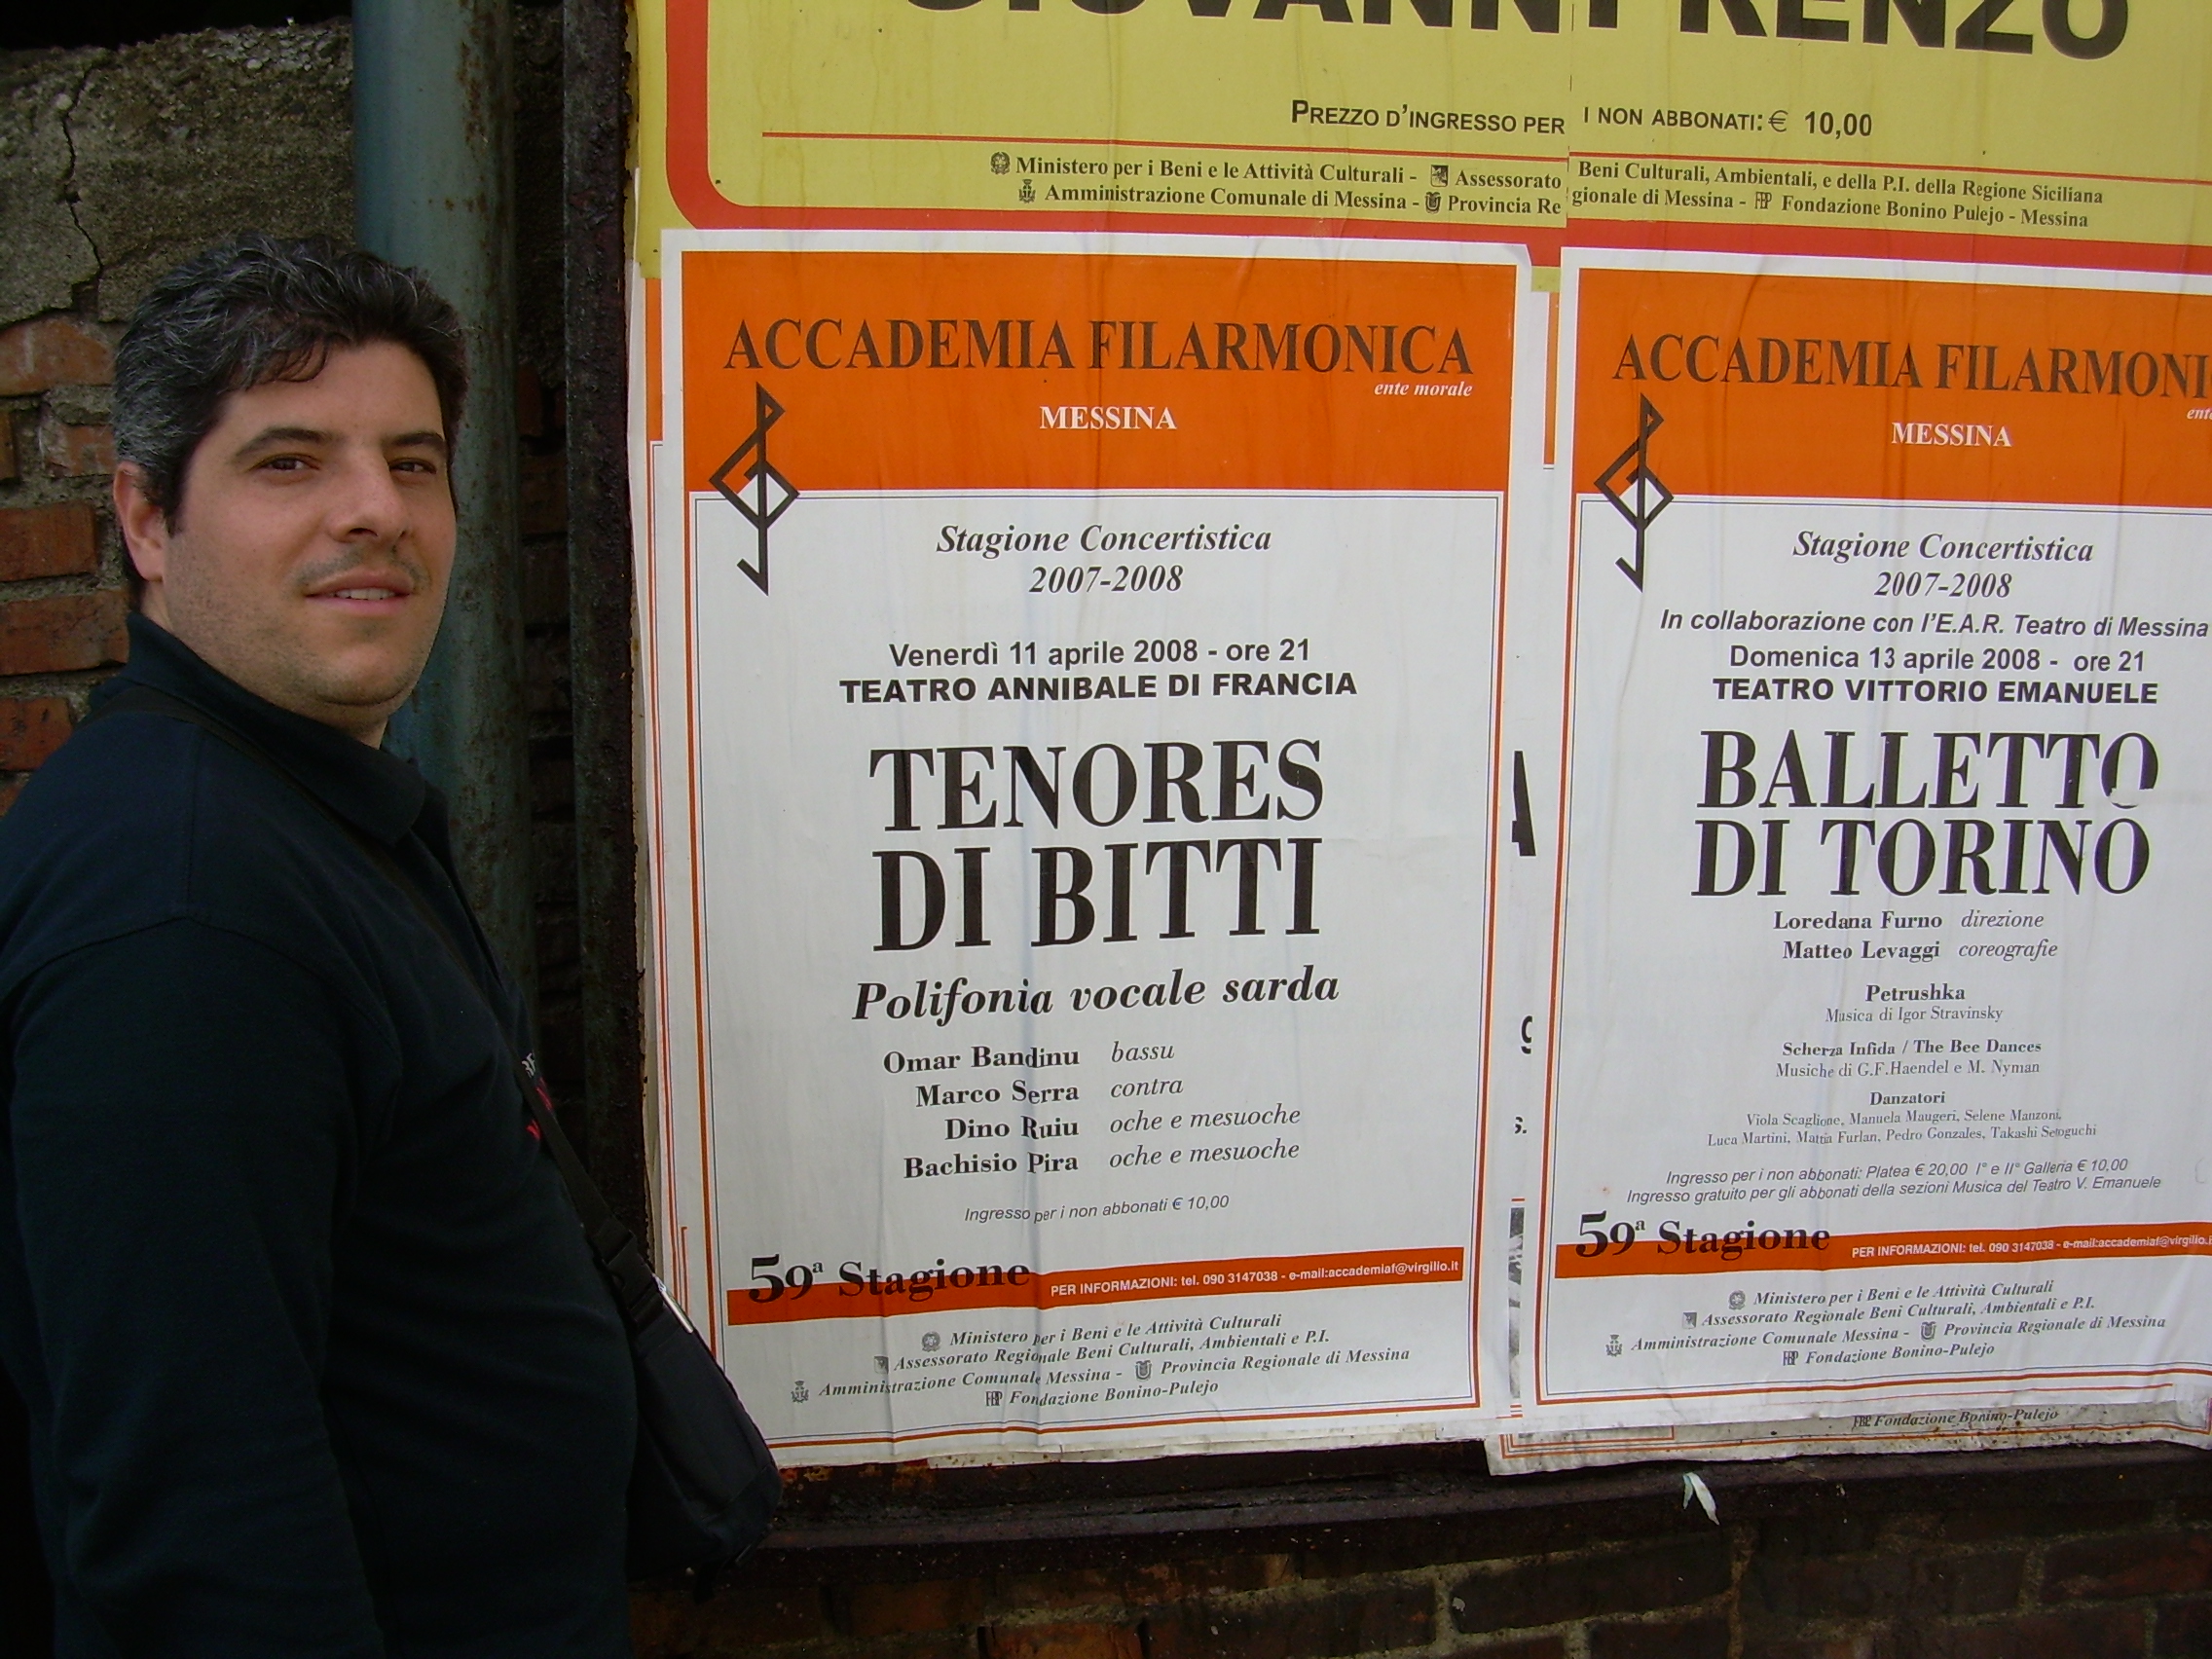 GIOVANNI RENZO
PREZZO D'INGRESSO PER I NON ABBONATI: € 10,00
Ministero per i Beni e le Attività Culturali - Assessorato Beni Culturali, Ambientali, e della P.I. della Regione Siciliana
Amministrazione Comunale di Messina - Provincia Re gionale di Messina - Fondazione Bonino Pulejo - Messina
ACCADEMIA FILARMONICA
ente morale
MESSINA
Stagione Concertistica
2007-2008
Venerdì 11 aprile 2008 - ore 21
TEATRO ANNIBALE DI FRANCIA
TENORES
DI BITTI
Polifonia vocale sarda
Omar Bandinu bassu
Marco Serra contra
Dino Ruiu oche e mesuoche
Bachisio Pira oche e mesuoche
Ingresso per i non abbonati € 10,00
59ª Stagione PER INFORMAZIONI: tel. 090 3147038 - e-mail:accademiaf@virgilio.it
Ministero per i Beni e le Attività Culturali
Assessorato Regionale Beni Culturali, Ambientali e P.I.
Amministrazione Comunale Messina - Provincia Regionale di Messina
FBP Fondazione Bonino-Pulejo
ACCADEMIA FILARMONI
ente
MESSINA
Stagione Concertistica
2007-2008
In collaborazione con l'E.A.R. Teatro di Messina
Domenica 13 aprile 2008 - ore 21
TEATRO VITTORIO EMANUELE
BALLETTO
DI TORINO
Loredana Furno direzione
Matteo Levaggi coreografie
Petrushka
Musica di Igor Stravinsky
Scherza Infida / The Bee Dances
Musiche di G.F.Haendel e M. Nyman
Danzatori
Viola Scaglione, Manuela Maugeri, Selene Manzoni,
Luca Martini, Mattia Furlan, Pedro Gonzales, Takashi Setoguchi
Ingresso per i non abbonati: Platea € 20,00 I° e II° Galleria € 10,00
Ingresso gratuito per gli abbonati della sezioni Musica del Teatro V. Emanuele
59ª Stagione PER INFORMAZIONI: tel. 090 3147038 - e-mail:accademiaf@virgilio.i
Ministero per i Beni e le Attività Culturali
Assessorato Regionale Beni Culturali, Ambientali e P.I.
Amministrazione Comunale Messina - Provincia Regionale di Messina
FBP Fondazione Bonino-Pulejo
FBP Fondazione Bonino-Pulejo